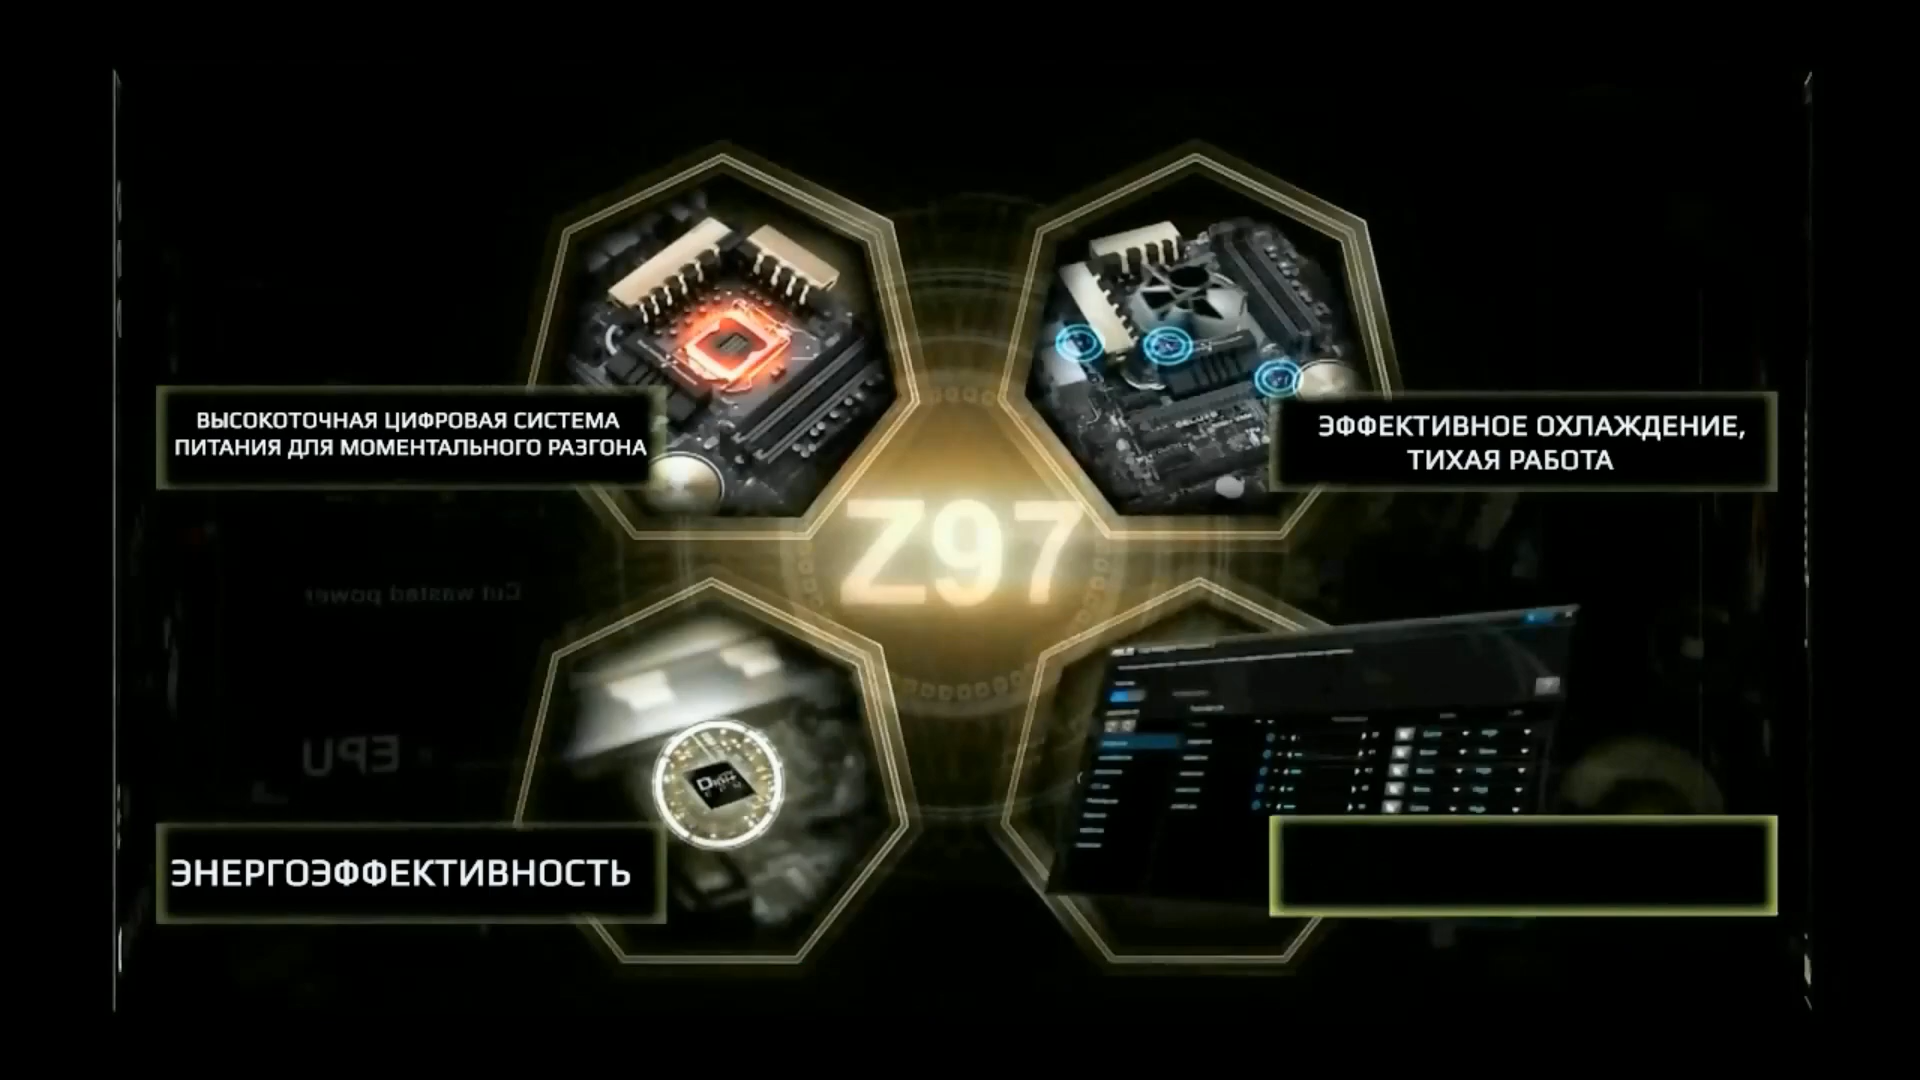 ВЫСОКОТОЧНАЯ ЦИФРОВАЯ СИСТЕМА
ПИТАНИЯ ДЛЯ МОМЕНТАЛЬНОГО РАЗГОНА
ЭФФЕКТИВНОЕ ОХЛАЖДЕНИЕ,
ТИХАЯ РАБОТА
Z97
Cut wasted power
EPU
ЭНЕРГОЭФФЕКТИВНОСТЬ